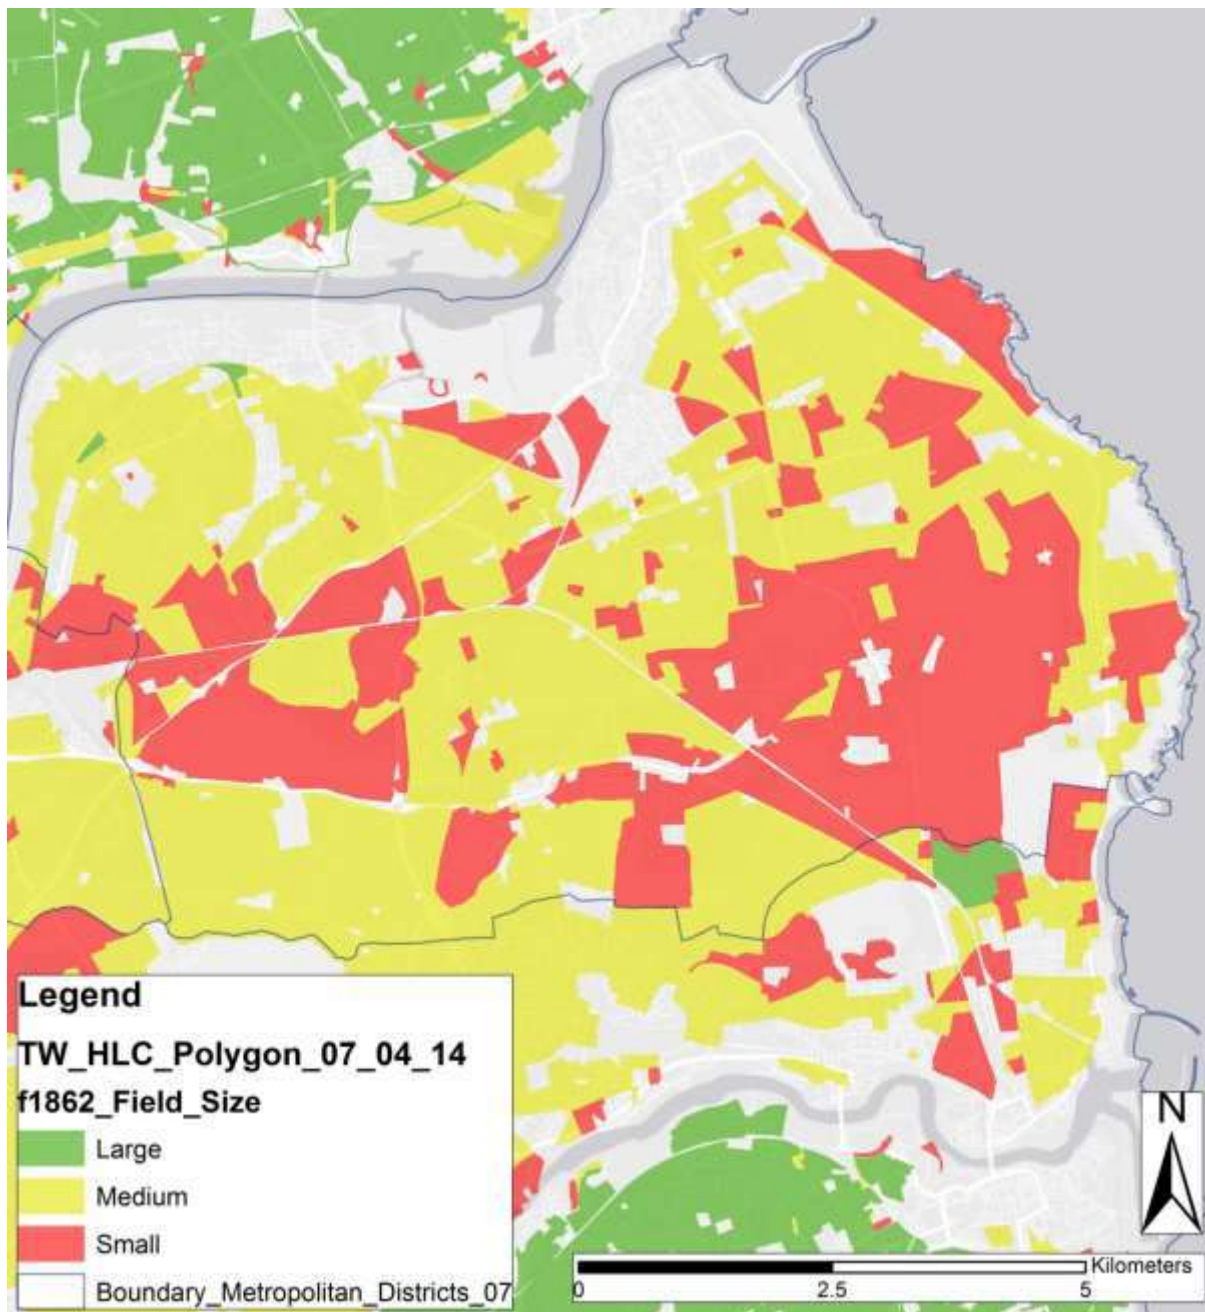 Legend
TW_HLC_Polygon_07_04_14
f1862_Field_Size
Large
Medium
Small
Boundary_Metropolitan_Districts_07
N
Kilometers
0 2.5 5